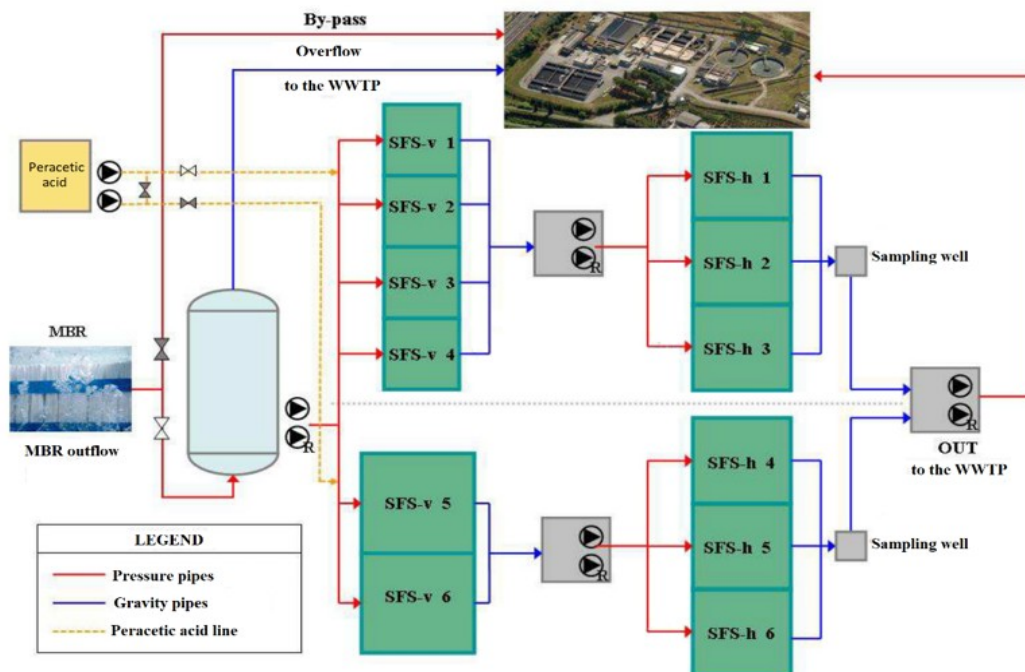 By-pass
Overflow
to the WWTP
Peracetic
acid
SFS-v 1
SFS-v 2
SFS-v 3
SFS-v 4
R
SFS-h 1
SFS-h 2
SFS-h 3
Sampling well
MBR
MBR outflow
R
R
OUT
to the WWTP
SFS-v 5
SFS-v 6
R
SFS-h 4
SFS-h 5
SFS-h 6
Sampling well
LEGEND
Pressure pipes
Gravity pipes
Peracetic acid line